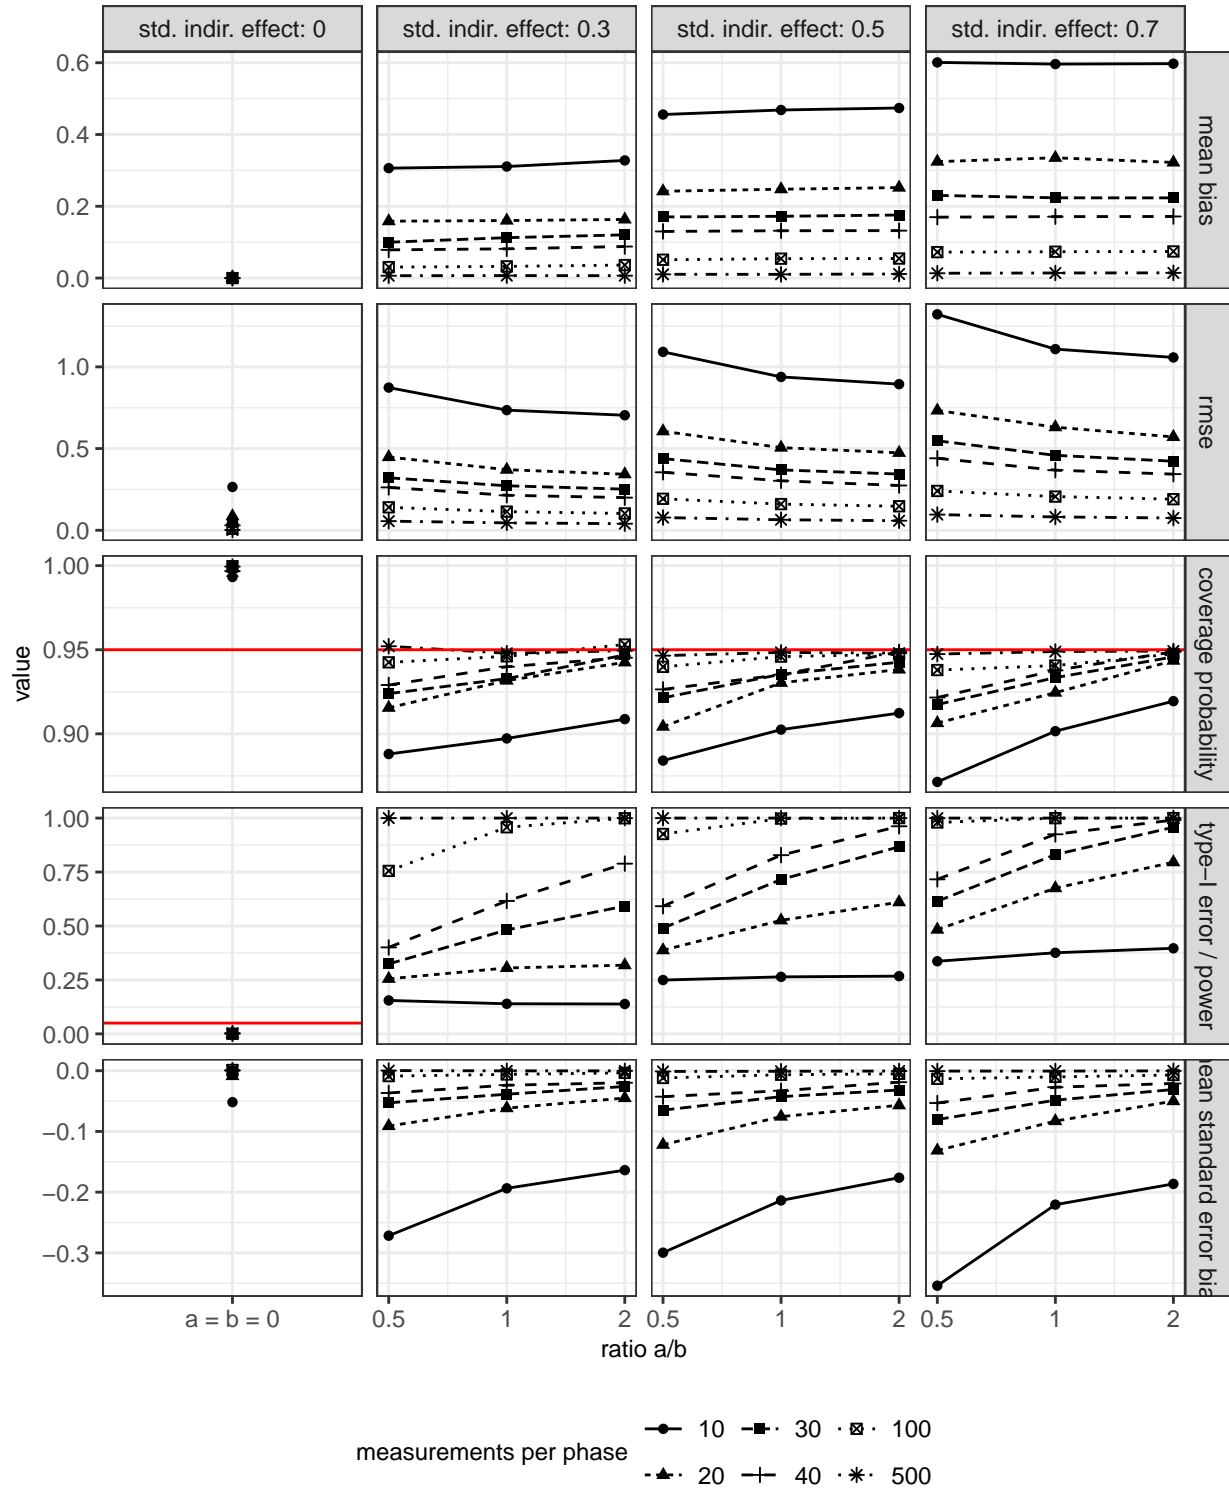 std. indir. effect: 0 std. indir. effect: 0.3 std. indir. effect: 0.5 std. indir. effect: 0.7
0.6
0.4
0.2
0.0
mean bias
1.0
0.5
0.0
rmse
1.00
0.95
0.90
coverage probability
1.00
0.75
0.50
0.25
0.00
type−I error / power
0.0
−0.1
−0.2
−0.3
ean standard error bia
value
a = b = 0 0.5 1 2 0.5 1 2 0.5 1 2
ratio a/b
measurements per phase
10 30 100
20 40 500